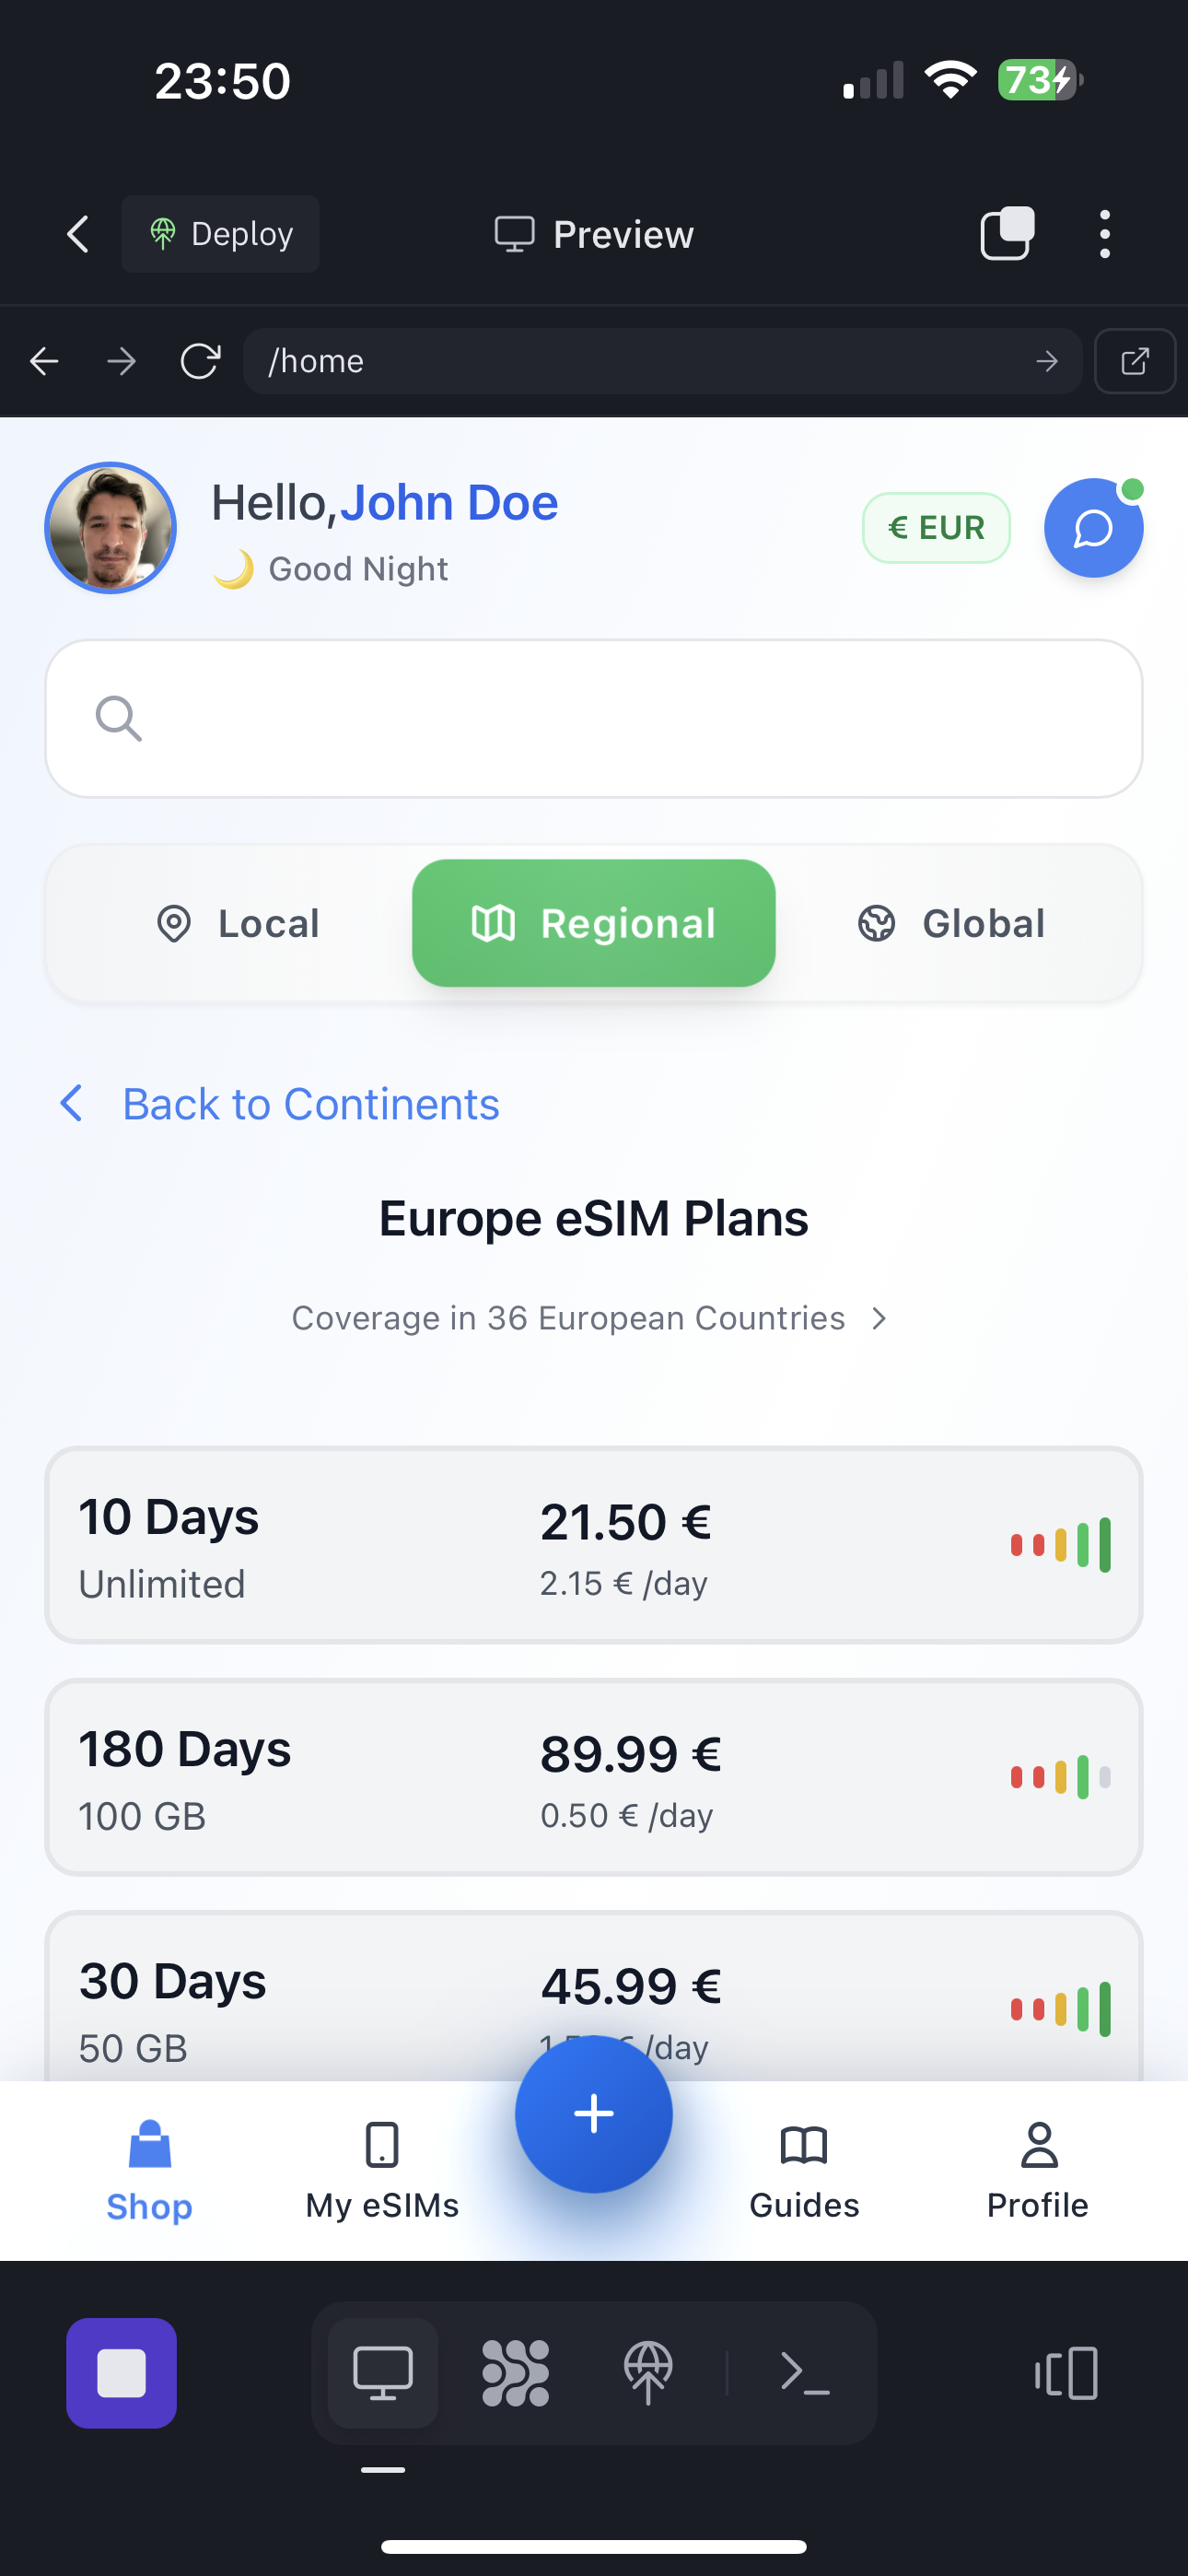 23:50
73
Deploy
Preview
/home
Hello,John Doe
🌙 Good Night
€ EUR
Local
Regional
Global
Back to Continents
Europe eSIM Plans
Coverage in 36 European Countries
10 Days
21.50 €
Unlimited
2.15 € /day
180 Days
89.99 €
100 GB
0.50 € /day
30 Days
45.99 €
50 GB
/day
Shop
My eSIMs
Guides
Profile